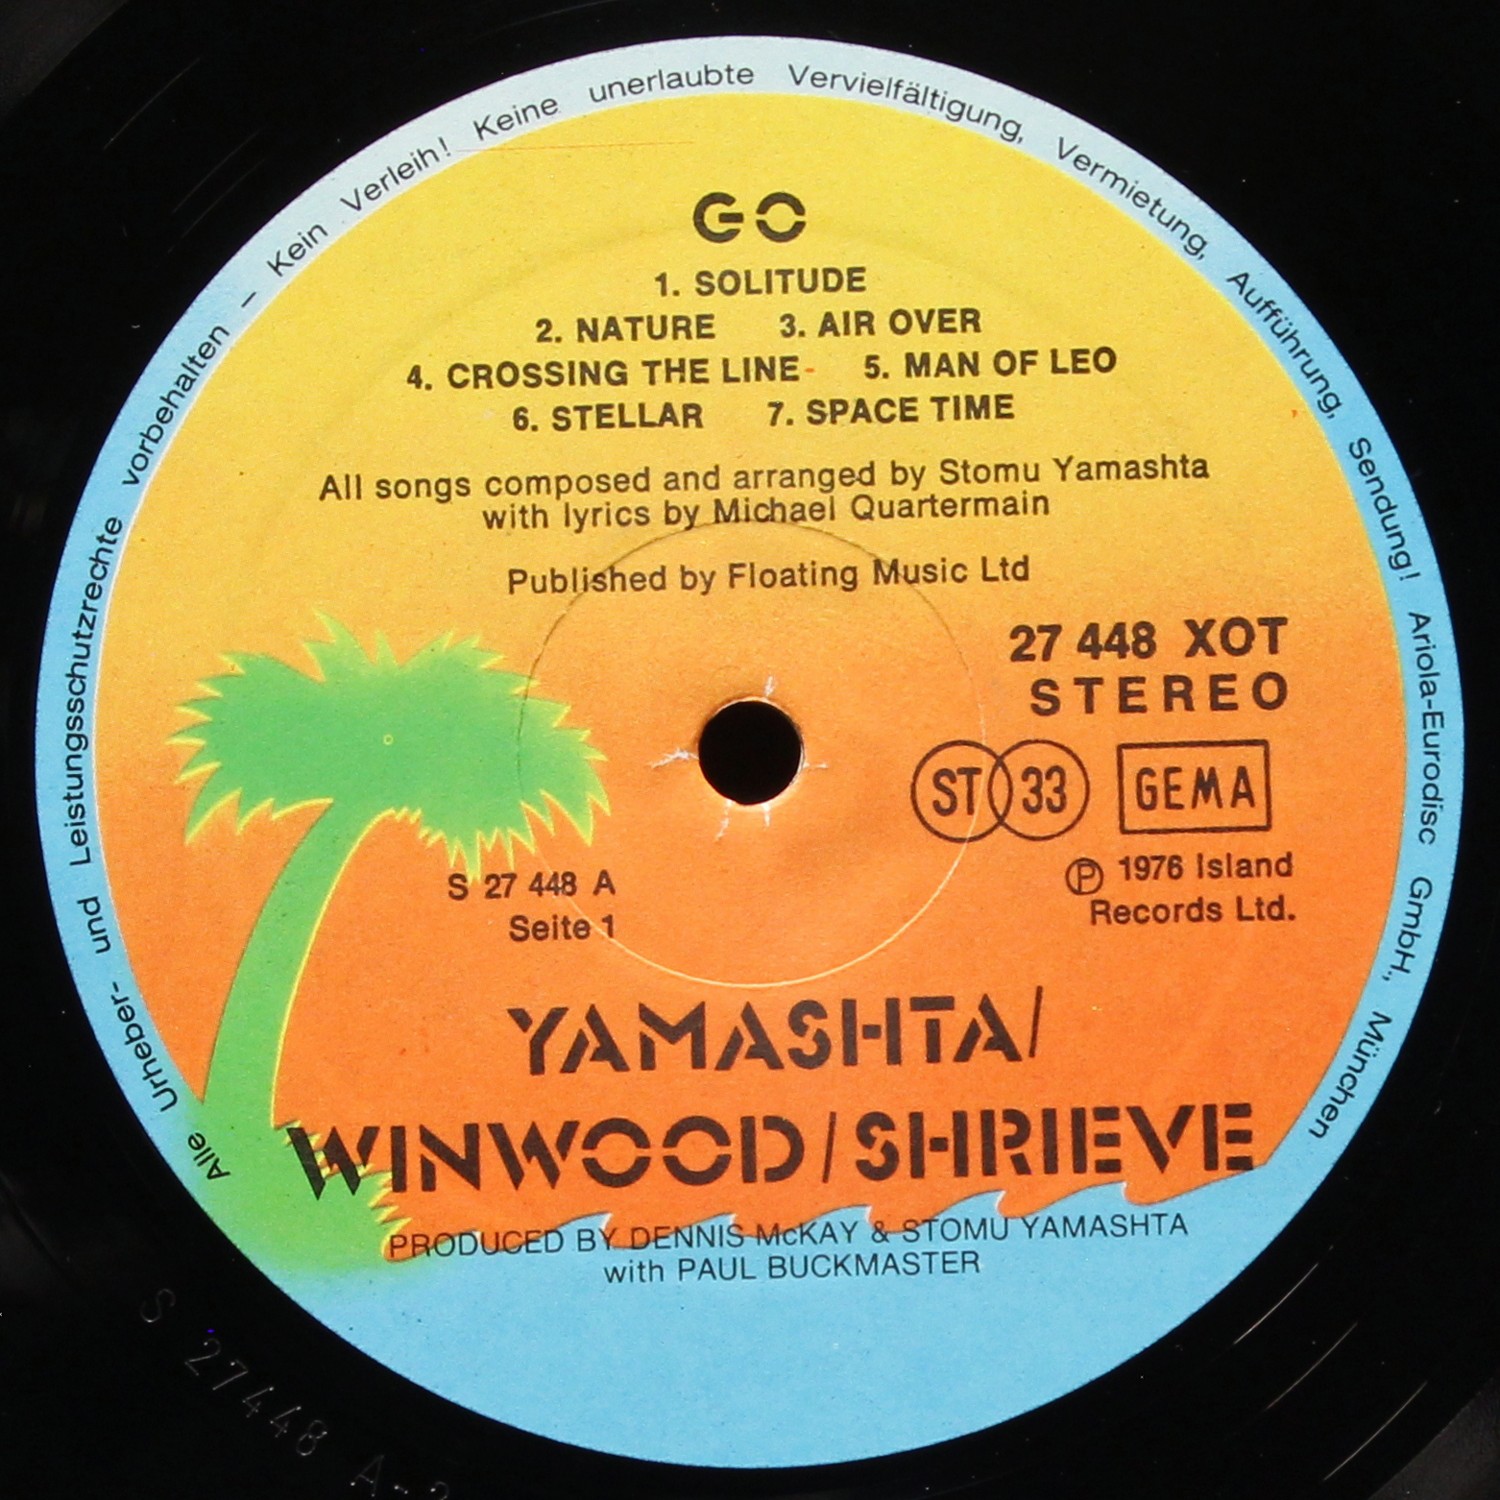 Alle Urheber- und Leistungsschutzrechte vorbehalten – Kein Verleih! Keine unerlaubte Vervielfältigung, Vermietung, Aufführung, Sendung! Ariola-Eurodisc GmbH., München
GO
1. SOLITUDE
2. NATURE 3. AIR OVER
4. CROSSING THE LINE- 5. MAN OF LEO
6. STELLAR 7. SPACE TIME
All songs composed and arranged by Stomu Yamashta
with lyrics by Michael Quartermain
Published by Floating Music Ltd
27 448 XOT
STEREO
ST 33 GEMA
S 27 448 A
Seite 1
Ⓟ 1976 Island
Records Ltd.
YAMASHTA/
WINWOOD/SHRIEVE
PRODUCED BY DENNIS McKAY & STOMU YAMASHTA
with PAUL BUCKMASTER
S 27448 A-2